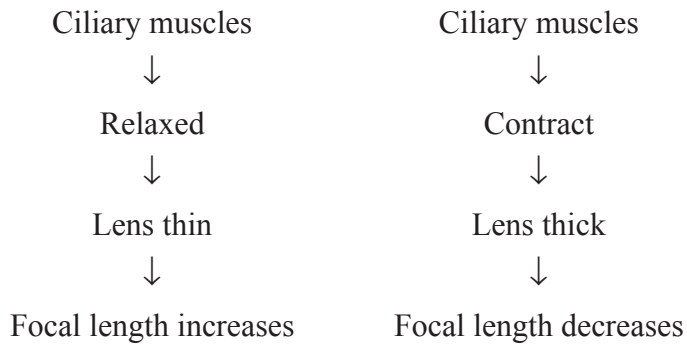 Ciliary muscles
↓
Relaxed
↓
Lens thin
↓
Focal length increases
Ciliary muscles
↓
Contract
↓
Lens thick
↓
Focal length decreases